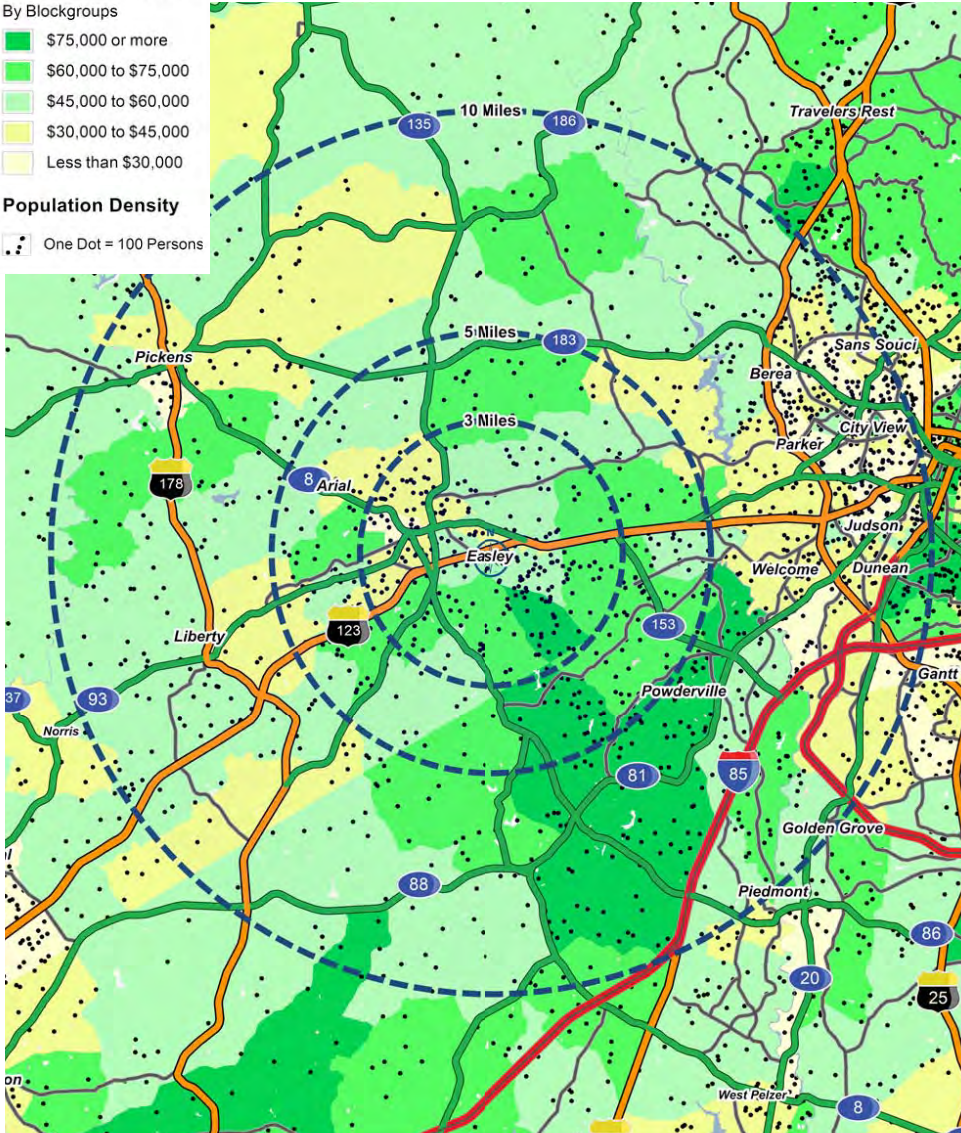 By Blockgroups
$75,000 or more
$60,000 to $75,000
$45,000 to $60,000
$30,000 to $45,000
Less than $30,000
Population Density
One Dot = 100 Persons
10 Miles
135
186
Travelers Rest
5 Miles
183
Pickens
Sans Souci
Berea
3 Miles
City View
Parker
178
8
Arial
Judson
N
Easley
Welcome
Dunean
123
153
Liberty
Gantt
37
93
Powderville
Norris
81
85
Golden Grove
al
88
Piedmont
86
20
25
on
West Pelzer
8